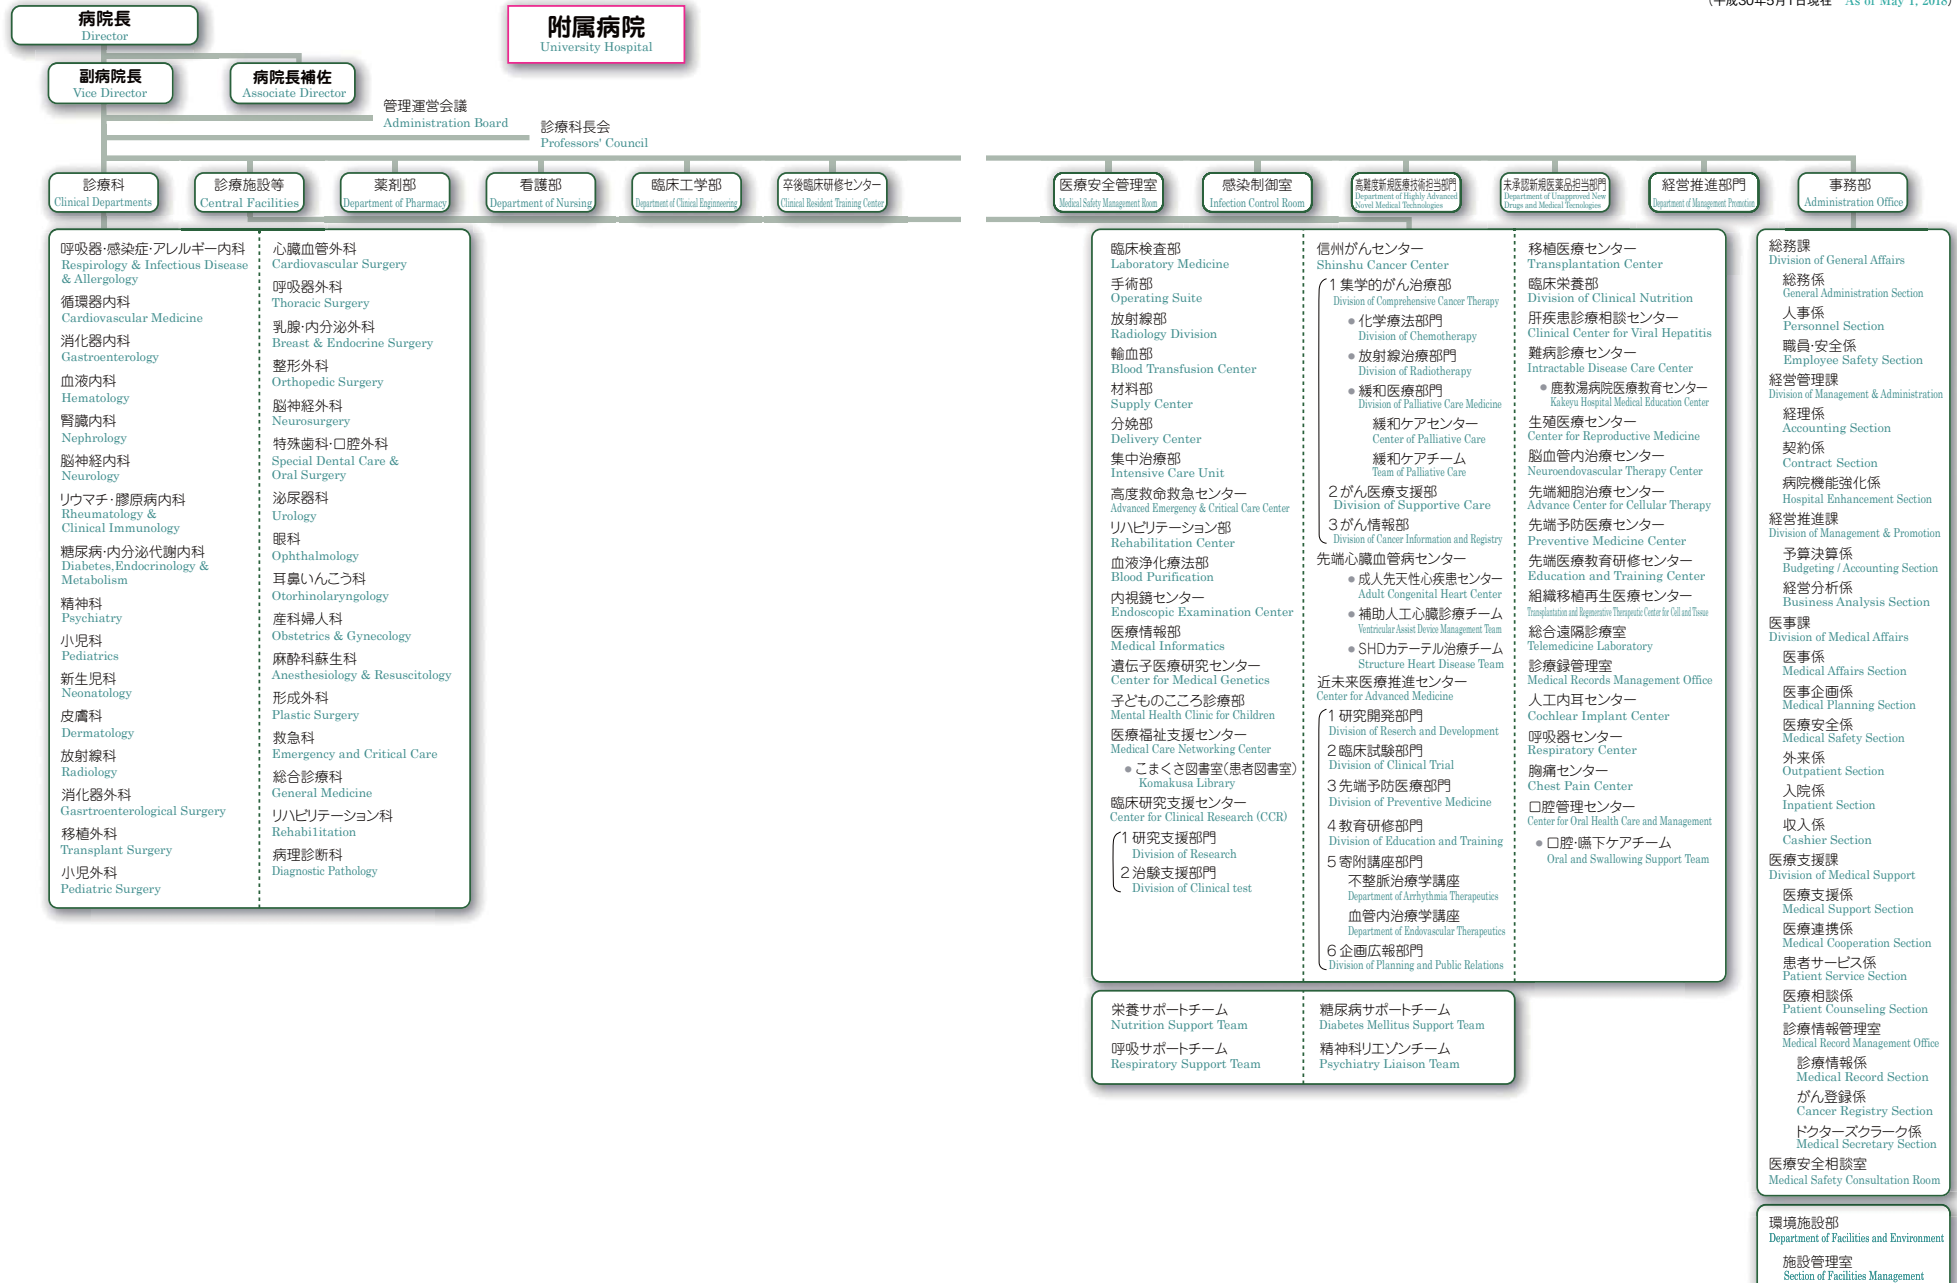 (平成30年5月1日現在 As of May 1, 2018)
病院長
Director
附属病院
University Hospital
副病院長
Vice Director
病院長補佐
Associate Director
管理運営会議
Administration Board
診療科長会
Professors' Council
診療科
Clinical Departments
診療施設等
Central Facilities
薬剤部
Department of Pharmacy
看護部
Department of Nursing
臨床工学部
Department of Clinical Enginneering
卒後臨床研修センター
Clinical Resident Training Center
医療安全管理室
Medical Safety Management Room
感染制御室
Infection Control Room
高難度新規医療技術担当部門
Department of Highly Advanced
Novel Medical Technologies
未承認新規医薬品担当部門
Department of Unapproved New
Drugs and Medical Tecnologies
経営推進部門
Department of Management Promotion
事務部
Administration Office
呼吸器･感染症･アレルギー内科
Respirology & Infectious Disease
& Allergology
循環器内科
Cardiovascular Medicine
消化器内科
Gastroenterology
血液内科
Hematology
腎臓内科
Nephrology
脳神経内科
Neurology
リウマチ･膠原病内科
Rheumatology &
Clinical Immunology
糖尿病･内分泌代謝内科
Diabetes,Endocrinology &
Metabolism
精神科
Psychiatry
小児科
Pediatrics
新生児科
Neonatology
皮膚科
Dermatology
放射線科
Radiology
消化器外科
Gasrtroenterological Surgery
移植外科
Transplant Surgery
小児外科
Pediatric Surgery
心臓血管外科
Cardiovascular Surgery
呼吸器外科
Thoracic Surgery
乳腺･内分泌外科
Breast & Endocrine Surgery
整形外科
Orthopedic Surgery
脳神経外科
Neurosurgery
特殊歯科･口腔外科
Special Dental Care &
Oral Surgery
泌尿器科
Urology
眼科
Ophthalmology
耳鼻いんこう科
Otorhinolaryngology
産科婦人科
Obstetrics & Gynecology
麻酔科蘇生科
Anesthesiology & Resuscitology
形成外科
Plastic Surgery
救急科
Emergency and Critical Care
総合診療科
General Medicine
リハビリテーション科
Rehabi1itation
病理診断科
Diagnostic Pathology
臨床検査部
Laboratory Medicine
手術部
Operating Suite
放射線部
Radiology Division
輸血部
Blood Transfusion Center
材料部
Supply Center
分娩部
Delivery Center
集中治療部
Intensive Care Unit
高度救命救急センター
Advanced Emergency & Critical Care Center
リハビリテーション部
Rehabilitation Center
血液浄化療法部
Blood Purification
内視鏡センター
Endoscopic Examination Center
医療情報部
Medical Informatics
遺伝子医療研究センター
Center for Medical Genetics
子どものこころ診療部
Mental Health Clinic for Children
医療福祉支援センター
Medical Care Networking Center
●こまくさ図書室(患者図書室)
Komakusa Library
臨床研究支援センター
Center for Clinical Research (CCR)
1 研究支援部門
Division of Research
2 治験支援部門
Division of Clinical test
信州がんセンター
Shinshu Cancer Center
1 集学的がん治療部
Division of Comprehensive Cancer Therapy
●化学療法部門
Division of Chemotherapy
●放射線治療部門
Division of Radiotherapy
●緩和医療部門
Division of Palliative Care Medicine
緩和ケアセンター
Center of Palliative Care
緩和ケアチーム
Team of Palliative Care
2 がん医療支援部
Division of Supportive Care
3 がん情報部
Division of Cancer Information and Registry
先端心臓血管病センター
●成人先天性心疾患センター
Adult Congenital Heart Center
●補助人工心臓診療チーム
Ventricular Assist Device Management Team
●SHDカテーテル治療チーム
Structure Heart Disease Team
近未来医療推進センター
Center for Advanced Medicine
1 研究開発部門
Division of Reserch and Development
2 臨床試験部門
Division of Clinical Trial
3 先端予防医療部門
Division of Preventive Medicine
4 教育研修部門
Division of Education and Training
5 寄附講座部門
不整脈治療学講座
Department of Arrhythmia Therapeutics
血管内治療学講座
Department of Endovascular Therapeutics
6 企画広報部門
Division of Planning and Public Relations
移植医療センター
Transplantation Center
臨床栄養部
Division of Clinical Nutrition
肝疾患診療相談センター
Clinical Center for Viral Hepatitis
難病診療センター
Intractable Disease Care Center
●鹿教湯病院医療教育センター
Kakeyu Hospital Medical Education Center
生殖医療センター
Center for Reproductive Medicine
脳血管内治療センター
Neuroendovascular Therapy Center
先端細胞治療センター
Advance Center for Cellular Therapy
先端予防医療センター
Preventive Medicine Center
先端医療教育研修センター
Education and Training Center
組織移植再生医療センター
Transplantation and Regenerative Therapeutic Center for Cell and Tissue
総合遠隔診療室
Telemedicine Laboratory
診療録管理室
Medical Records Management Office
人工内耳センター
Cochlear Implant Center
呼吸器センター
Respiratory Center
胸痛センター
Chest Pain Center
口腔管理センター
Center for Oral Health Care and Management
●口腔･嚥下ケアチーム
Oral and Swallowing Support Team
栄養サポートチーム
Nutrition Support Team
呼吸サポートチーム
Respiratory Support Team
糖尿病サポートチーム
Diabetes Mellitus Support Team
精神科リエゾンチーム
Psychiatry Liaison Team
総務課
Division of General Affairs
総務係
General Administration Section
人事係
Personnel Section
職員･安全係
Employee Safety Section
経営管理課
Division of Management & Administration
経理係
Accounting Section
契約係
Contract Section
病院機能強化係
Hospital Enhancement Section
経営推進課
Division of Management & Promotion
予算決算係
Budgeting / Accounting Section
経営分析係
Business Analysis Section
医事課
Division of Medical Affairs
医事係
Medical Affairs Section
医事企画係
Medical Planning Section
医療安全係
Medical Safety Section
外来係
Outpatient Section
入院係
Inpatient Section
収入係
Cashier Section
医療支援課
Division of Medical Support
医療支援係
Medical Support Section
医療連携係
Medical Cooperation Section
患者サービス係
Patient Service Section
医療相談係
Patient Counseling Section
診療情報管理室
Medical Record Management Office
診療情報係
Medical Record Section
がん登録係
Cancer Registry Section
ドクターズクラーク係
Medical Secretary Section
医療安全相談室
Medical Safety Consultation Room
環境施設部
Department of Facilities and Environment
施設管理室
Section of Facilities Management